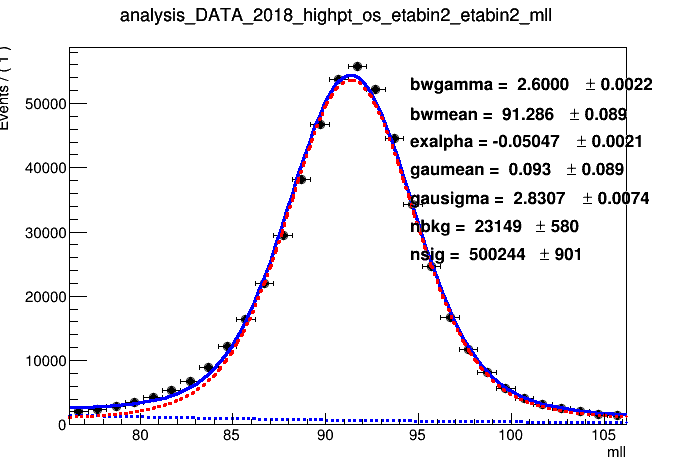 analysis_DATA_2018_highpt_os_etabin2_etabin2_mll
Events / ( 1 )
50000
40000
30000
20000
10000
0
bwgamma = 2.6000 ± 0.0022
bwmean = 91.286 ± 0.089
exalpha = -0.05047 ± 0.0021
gaumean = 0.093 ± 0.089
gausigma = 2.8307 ± 0.0074
nbkg = 23149 ± 580
nsig = 500244 ± 901
80 85 90 95 100 105
mll